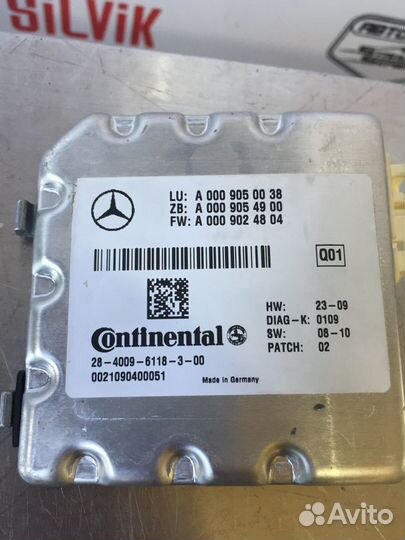 SILVIK
АВТО
LU: A 000 905 00 38
ZB: A 000 905 49 00
FW: A 000 902 48 04
Q01
HW: 23-09
DIAG-K: 0109
SW: 08-10
PATCH: 02
Continental
28-4009-6118-3-00
0021090400051
Made in Germany
Avito